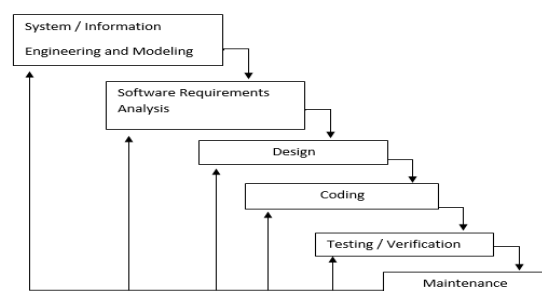 System / Information
Engineering and Modeling
Software Requirements
Analysis
Design
Coding
Testing / Verification
Maintenance